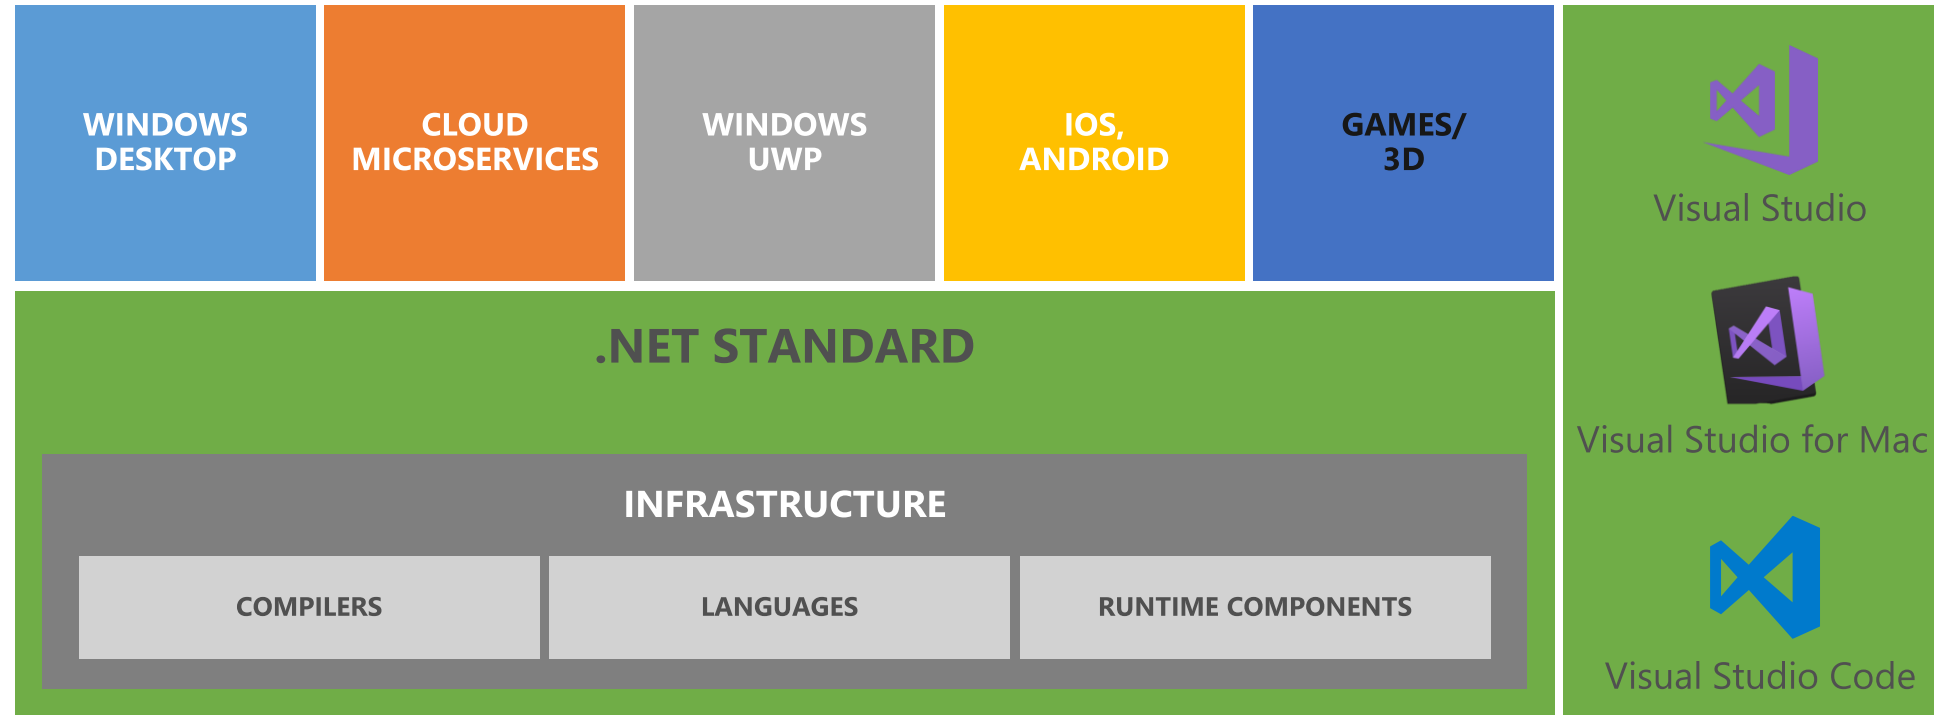 WINDOWS
DESKTOP
CLOUD
MICROSERVICES
WINDOWS
UWP
IOS,
ANDROID
GAMES/
3D
.NET STANDARD
INFRASTRUCTURE
COMPILERS
LANGUAGES
RUNTIME COMPONENTS
Visual Studio
Visual Studio for Mac
Visual Studio Code